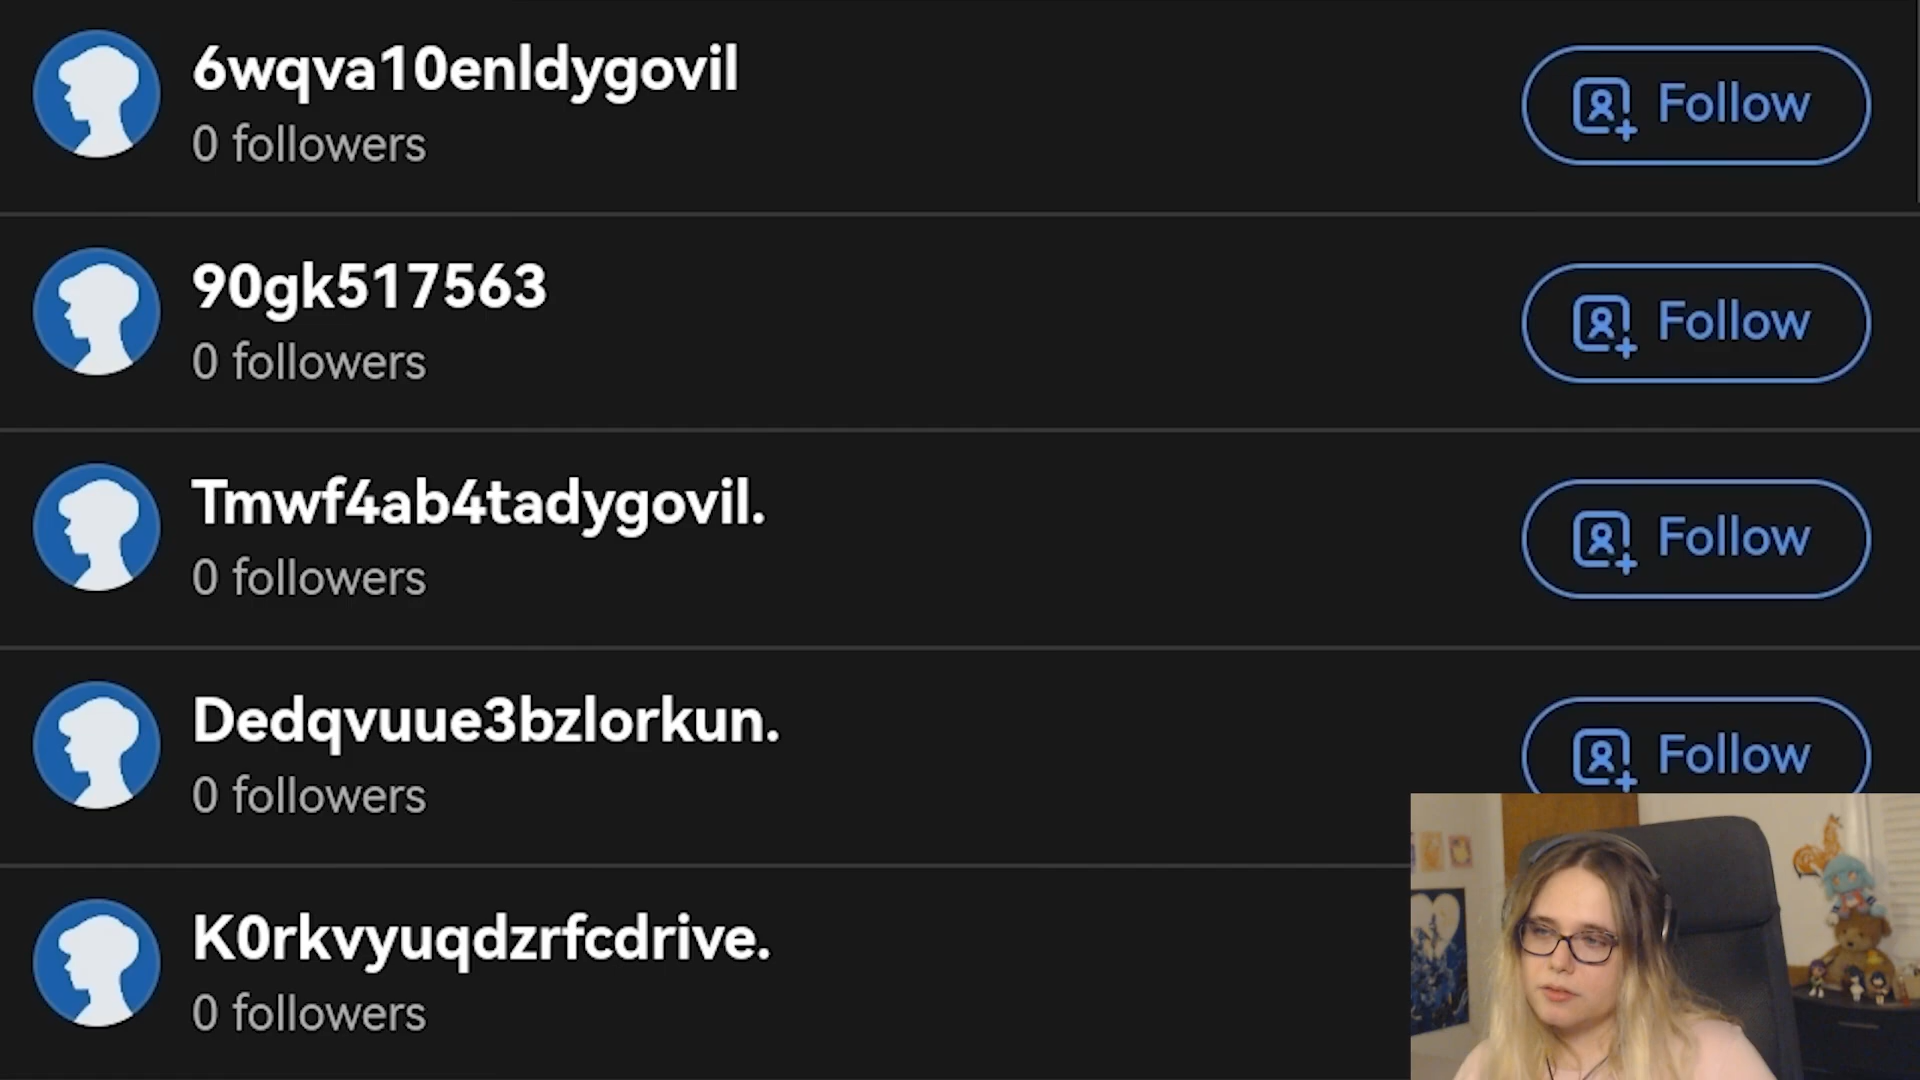 6wqva10enldygovil
0 followers
Follow
90gk517563
0 followers
Follow
Tmwf4ab4tadygovil.
0 followers
Follow
Dedqvuue3bzlorkun.
0 followers
Follow
K0rkvyuqdzrfcdrive.
0 followers